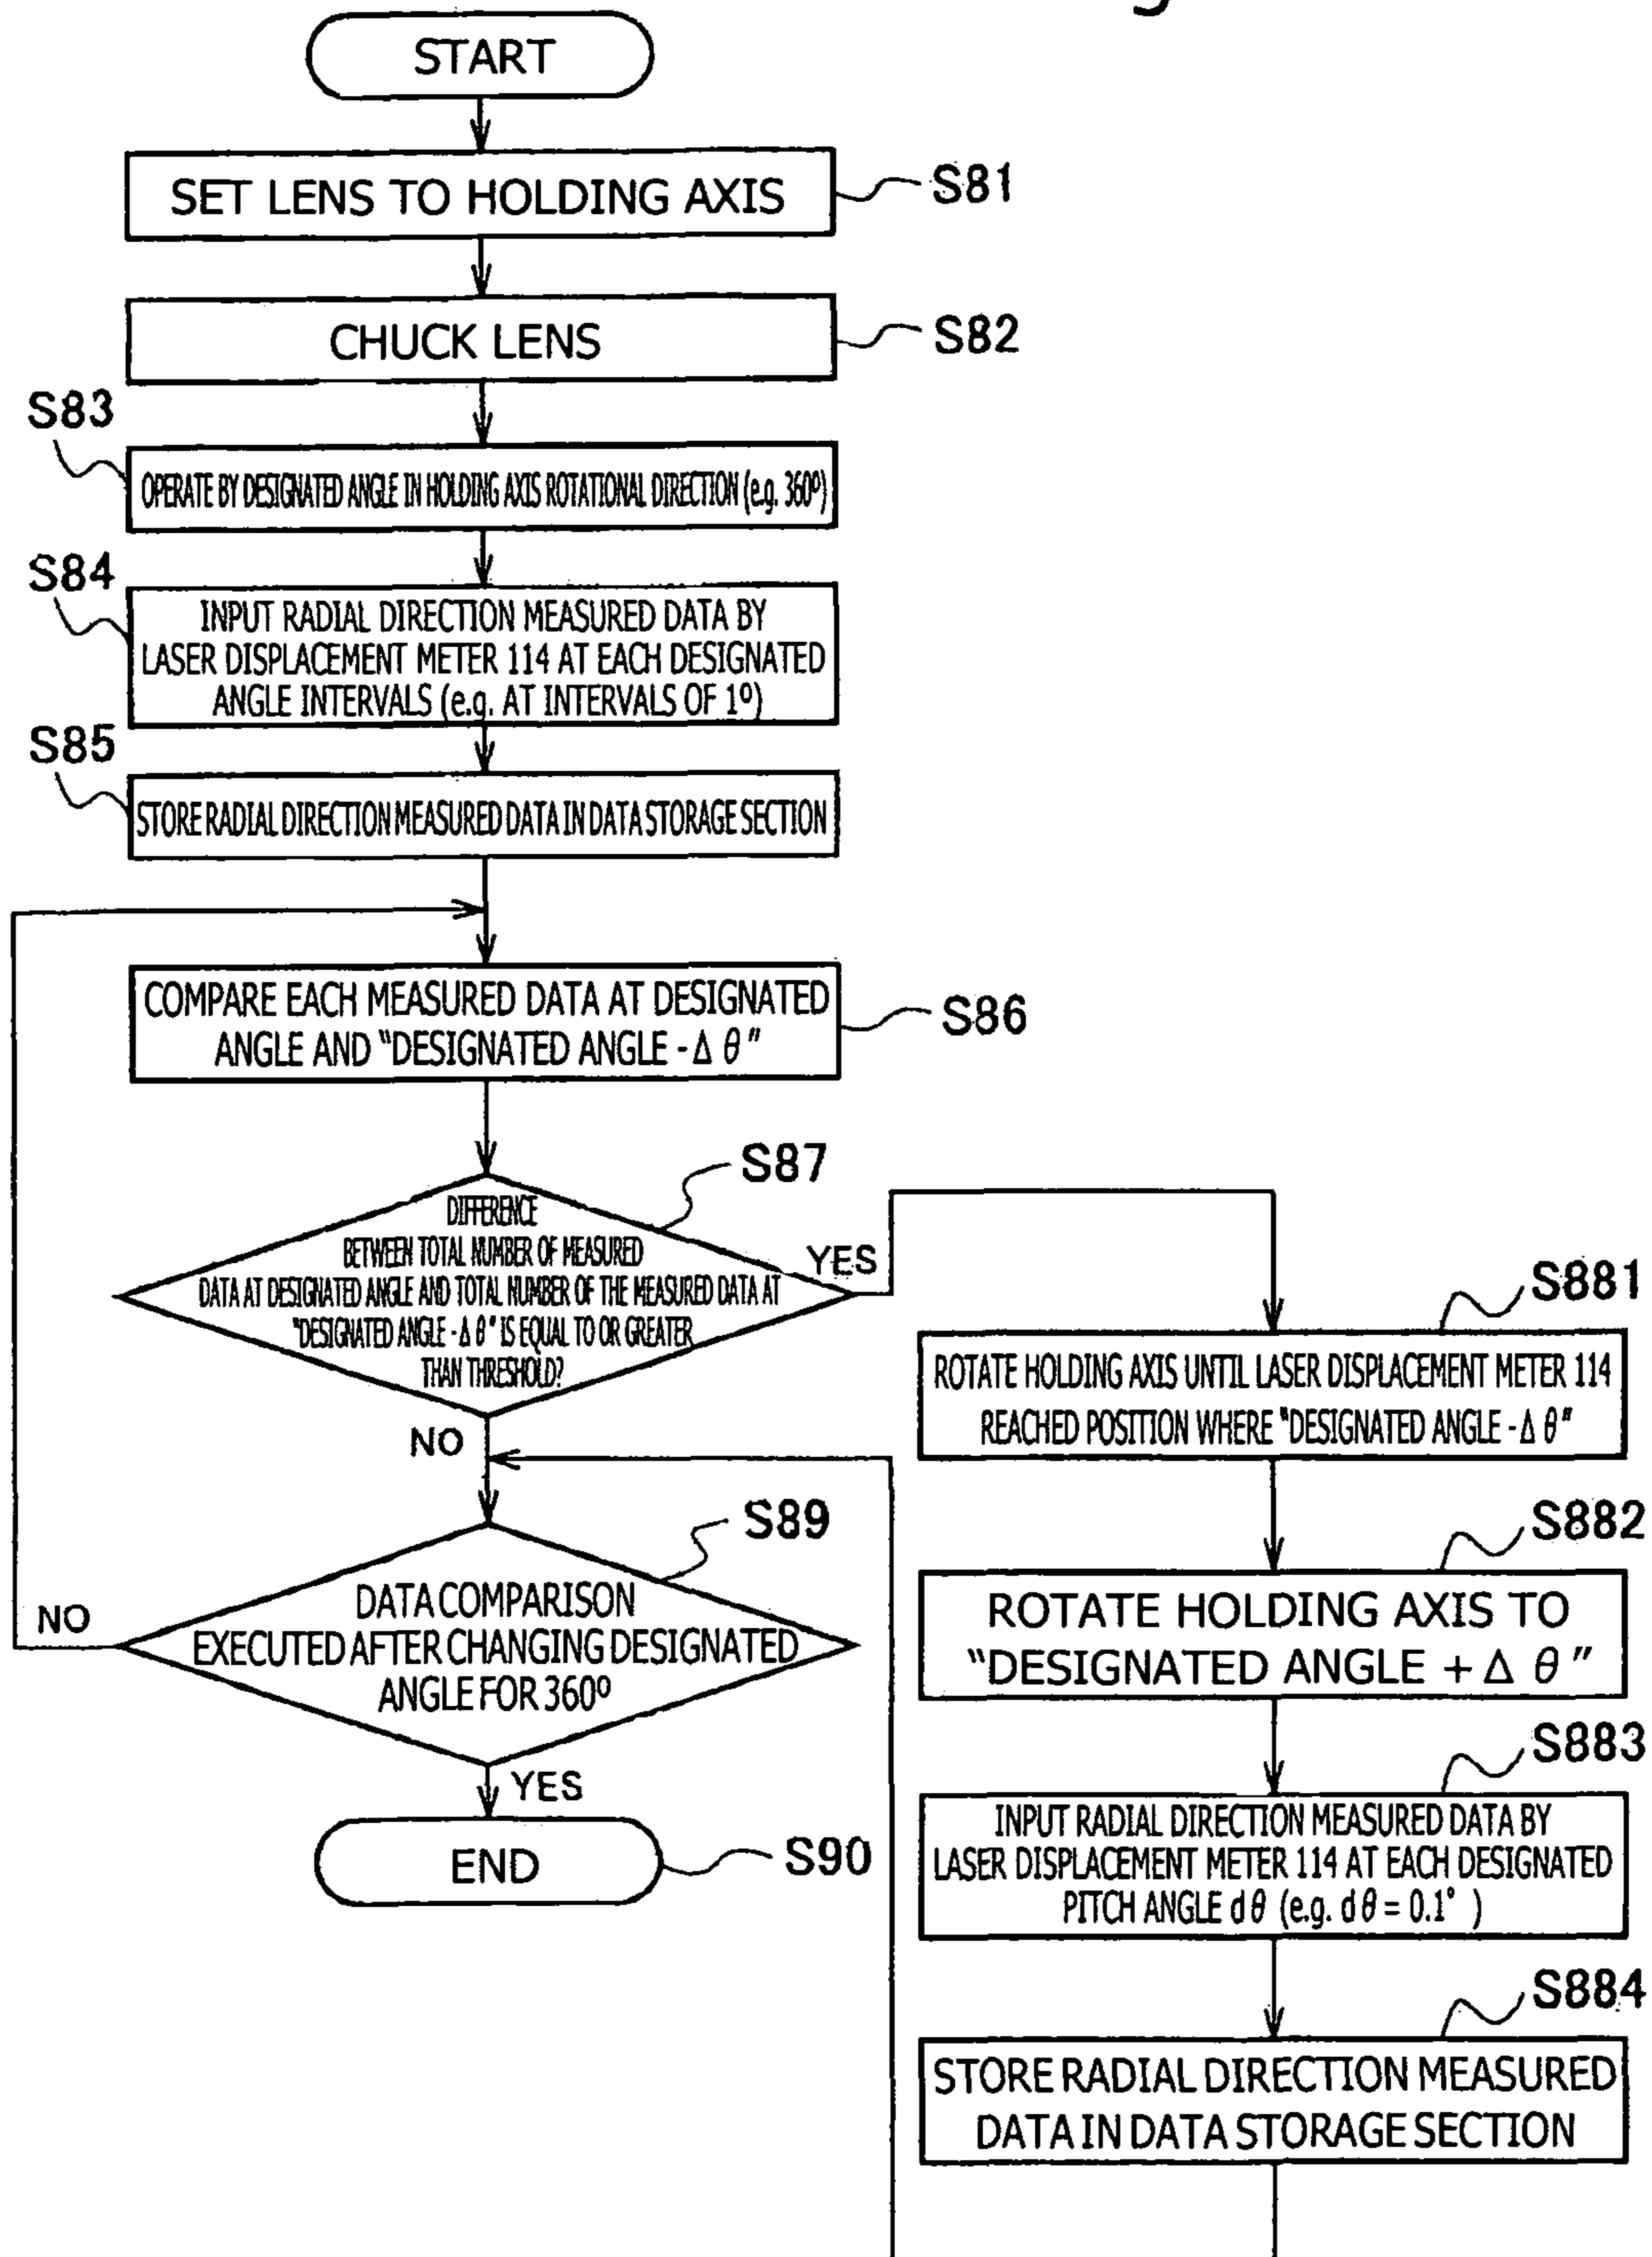 START
SET LENS TO HOLDING AXIS
S81
CHUCK LENS
S82
S83
OPERATE BY DESIGNATED ANGLE IN HOLDING AXIS ROTATIONAL DIRECTION (e.g. 360º)
S84
INPUT RADIAL DIRECTION MEASURED DATA BY
LASER DISPLACEMENT METER 114 AT EACH DESIGNATED
ANGLE INTERVALS (e.g. AT INTERVALS OF 1º)
S85
STORE RADIAL DIRECTION MEASURED DATA IN DATA STORAGE SECTION
COMPARE EACH MEASURED DATA AT DESIGNATED
ANGLE AND "DESIGNATED ANGLE - Δ θ"
S86
S87
DIFFERENCE
BETWEEN TOTAL NUMBER OF MEASURED
DATA AT DESIGNATED ANGLE AND TOTAL NUMBER OF THE MEASURED DATA AT
"DESIGNATED ANGLE - Δ θ" IS EQUAL TO OR GREATER
THAN THRESHOLD?
YES
NO
S89
DATA COMPARISON
EXECUTED AFTER CHANGING DESIGNATED
ANGLE FOR 360º
NO
YES
END
S90
S881
ROTATE HOLDING AXIS UNTIL LASER DISPLACEMENT METER 114
REACHED POSITION WHERE "DESIGNATED ANGLE - Δ θ"
S882
ROTATE HOLDING AXIS TO
"DESIGNATED ANGLE + Δ θ"
S883
INPUT RADIAL DIRECTION MEASURED DATA BY
LASER DISPLACEMENT METER 114 AT EACH DESIGNATED
PITCH ANGLE d θ (e.g. d θ = 0.1° )
S884
STORE RADIAL DIRECTION MEASURED
DATA IN DATA STORAGE SECTION